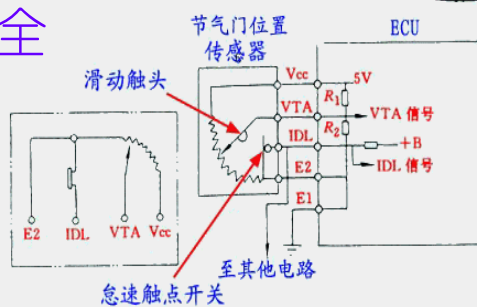 全
节气门位置
传感器
ECU
滑动触头
Vcc
5V
R1
VTA
VTA 信号
R2
IDL
+B
IDL 信号
E2
E1
E2 IDL VTA Vcc
至其他电路
怠速触点开关